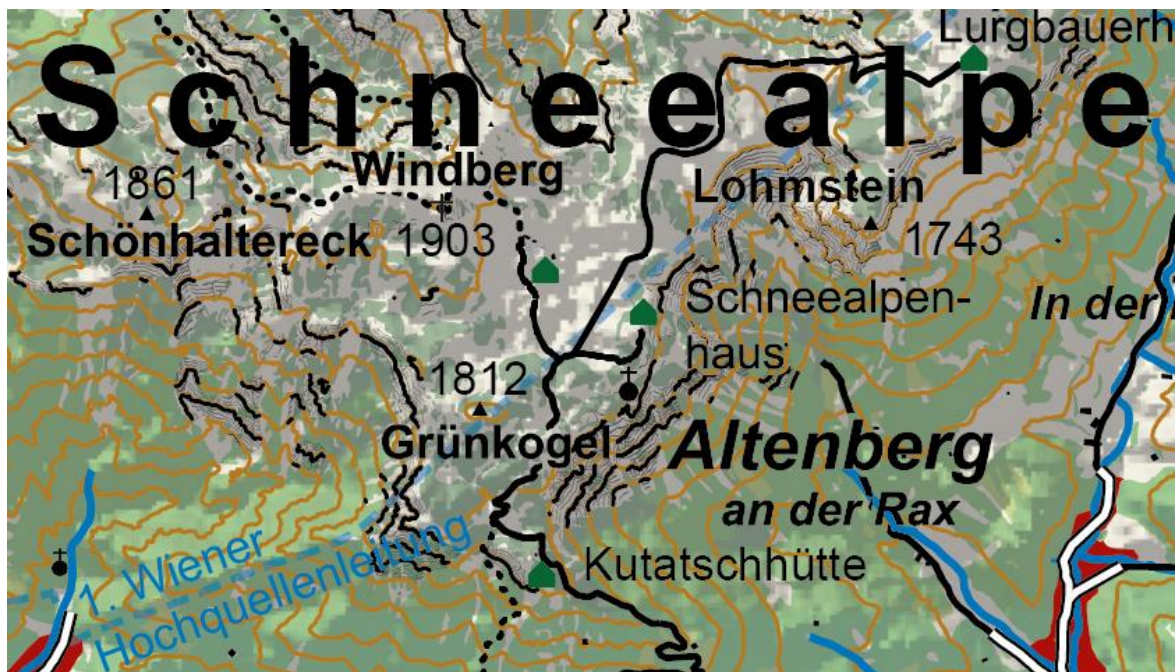 Lurgbauerh
Schneealpe
Windberg
1861
Lohmstein
Schönhaltereck
1903
1743
Schneealpen-
haus
In der
1812
Grünkogel
Altenberg
an der Rax
1. Wiener
Hochquellenleitung
Kutatschhütte